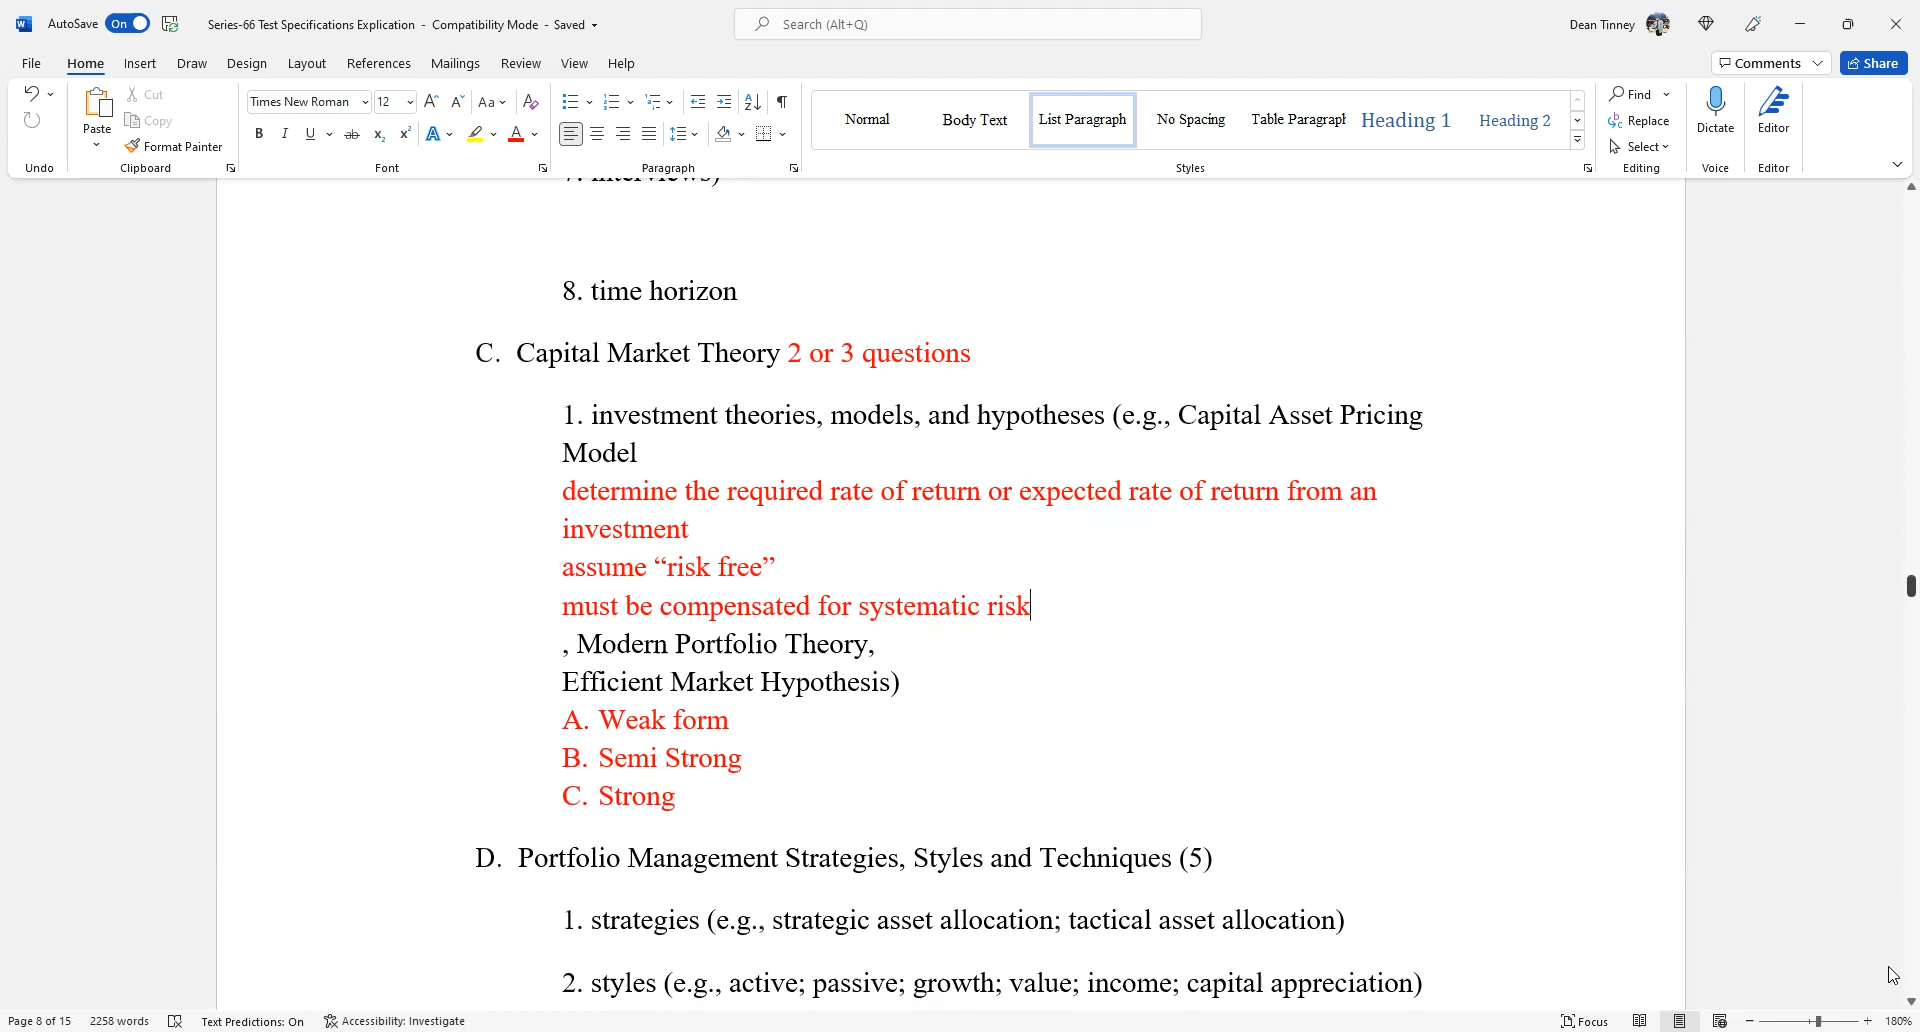 AutoSave On Series-66 Test Specifications Explication - Compatibility Mode - Saved Search (Alt+Q) Dean Tinney
File Home Insert Draw Design Layout References Mailings Review View Help Comments Share
Paste Cut Copy Format Painter
Times New Roman 12 Aa
B I U ab x2 x2 A A
Normal Body Text List Paragraph No Spacing Table Paragraph Heading 1 Heading 2
Find Replace Select Dictate Editor
Undo Clipboard Font Paragraph Styles Editing Voice Editor
7. interviews)
8. time horizon
C. Capital Market Theory 2 or 3 questions
1. investment theories, models, and hypotheses (e.g., Capital Asset Pricing
Model
determine the required rate of return or expected rate of return from an
investment
assume “risk free”
must be compensated for systematic risk
, Modern Portfolio Theory,
Efficient Market Hypothesis)
A. Weak form
B. Semi Strong
C. Strong
D. Portfolio Management Strategies, Styles and Techniques (5)
1. strategies (e.g., strategic asset allocation; tactical asset allocation)
2. styles (e.g., active; passive; growth; value; income; capital appreciation)
Page 8 of 15 2258 words Text Predictions: On Accessibility: Investigate Focus 180%